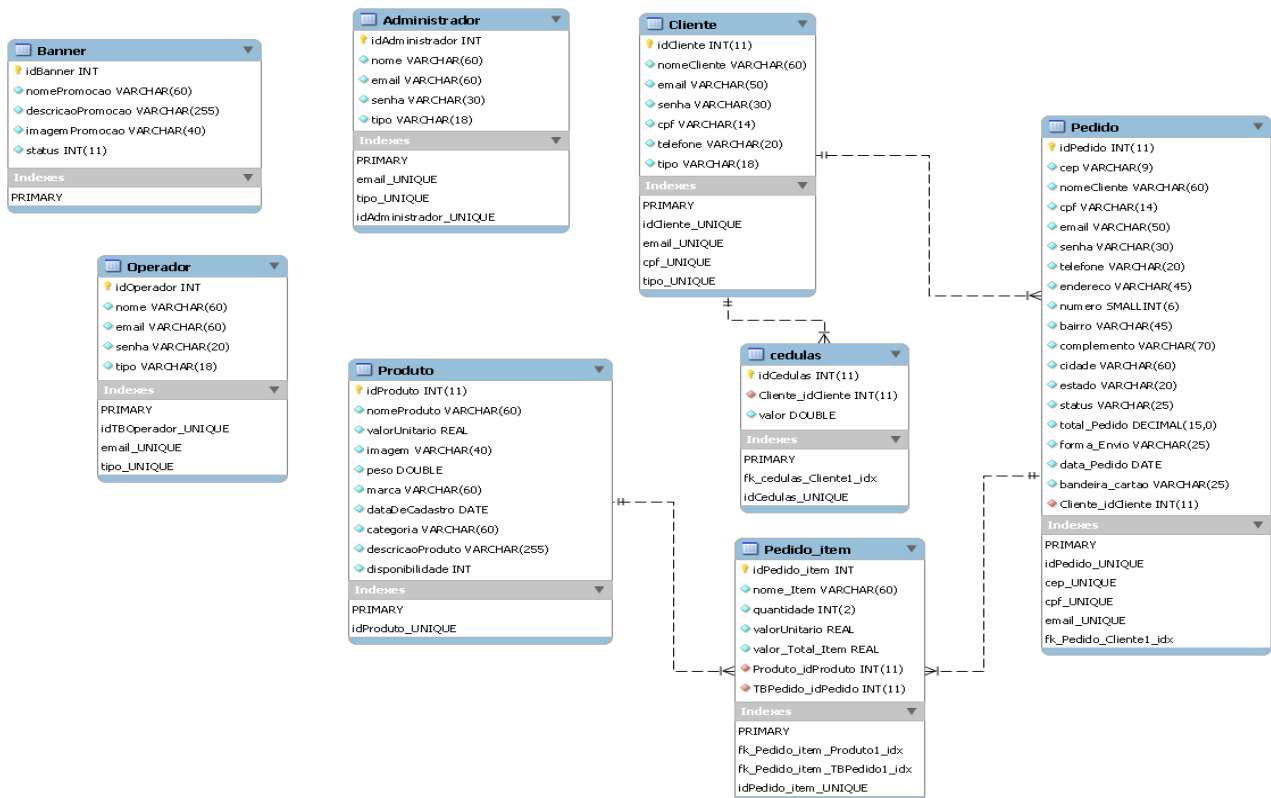 Banner
idBanner INT
nomePromocao VARCHAR(60)
descricaoPromocao VARCHAR(255)
imagemPromocao VARCHAR(40)
status INT(11)
Indexes
PRIMARY
Administrador
idAdministrador INT
nome VARCHAR(60)
email VARCHAR(60)
senha VARCHAR(30)
tipo VARCHAR(18)
Indexes
PRIMARY
email_UNIQUE
tipo_UNIQUE
idAdministrador_UNIQUE
Cliente
idCliente INT(11)
nomeCliente VARCHAR(60)
email VARCHAR(50)
senha VARCHAR(30)
cpf VARCHAR(14)
telefone VARCHAR(20)
tipo VARCHAR(18)
Indexes
PRIMARY
idCliente_UNIQUE
email_UNIQUE
cpf_UNIQUE
tipo_UNIQUE
Pedido
idPedido INT(11)
cep VARCHAR(9)
nomeCliente VARCHAR(60)
cpf VARCHAR(14)
email VARCHAR(50)
senha VARCHAR(30)
telefone VARCHAR(20)
endereco VARCHAR(45)
numero SMALLINT(6)
bairro VARCHAR(45)
complemento VARCHAR(70)
cidade VARCHAR(60)
estado VARCHAR(20)
status VARCHAR(25)
total_Pedido DECIMAL(15,0)
forma_Envio VARCHAR(25)
data_Pedido DATE
bandeira_cartao VARCHAR(25)
Cliente_idCliente INT(11)
Indexes
PRIMARY
idPedido_UNIQUE
cep_UNIQUE
cpf_UNIQUE
email_UNIQUE
fk_Pedido_Cliente1_idx
Operador
idOperador INT
nome VARCHAR(60)
email VARCHAR(60)
senha VARCHAR(20)
tipo VARCHAR(18)
Indexes
PRIMARY
idTBOperador_UNIQUE
email_UNIQUE
tipo_UNIQUE
Produto
idProduto INT(11)
nomeProduto VARCHAR(60)
valorUnitario REAL
imagem VARCHAR(40)
peso DOUBLE
marca VARCHAR(60)
dataDeCadastro DATE
categoria VARCHAR(60)
descricaoProduto VARCHAR(255)
disponibilidade INT
Indexes
PRIMARY
idProduto_UNIQUE
cedulas
idCedulas INT(11)
Cliente_idCliente INT(11)
valor DOUBLE
Indexes
PRIMARY
fk_cedulas_Cliente1_idx
idCedulas_UNIQUE
Pedido_item
idPedido_item INT
nome_Item VARCHAR(60)
quantidade INT(2)
valorUnitario REAL
valor_Total_Item REAL
Produto_idProduto INT(11)
TBPedido_idPedido INT(11)
Indexes
PRIMARY
fk_Pedido_item_Produto1_idx
fk_Pedido_item_TBPedido1_idx
idPedido_item_UNIQUE